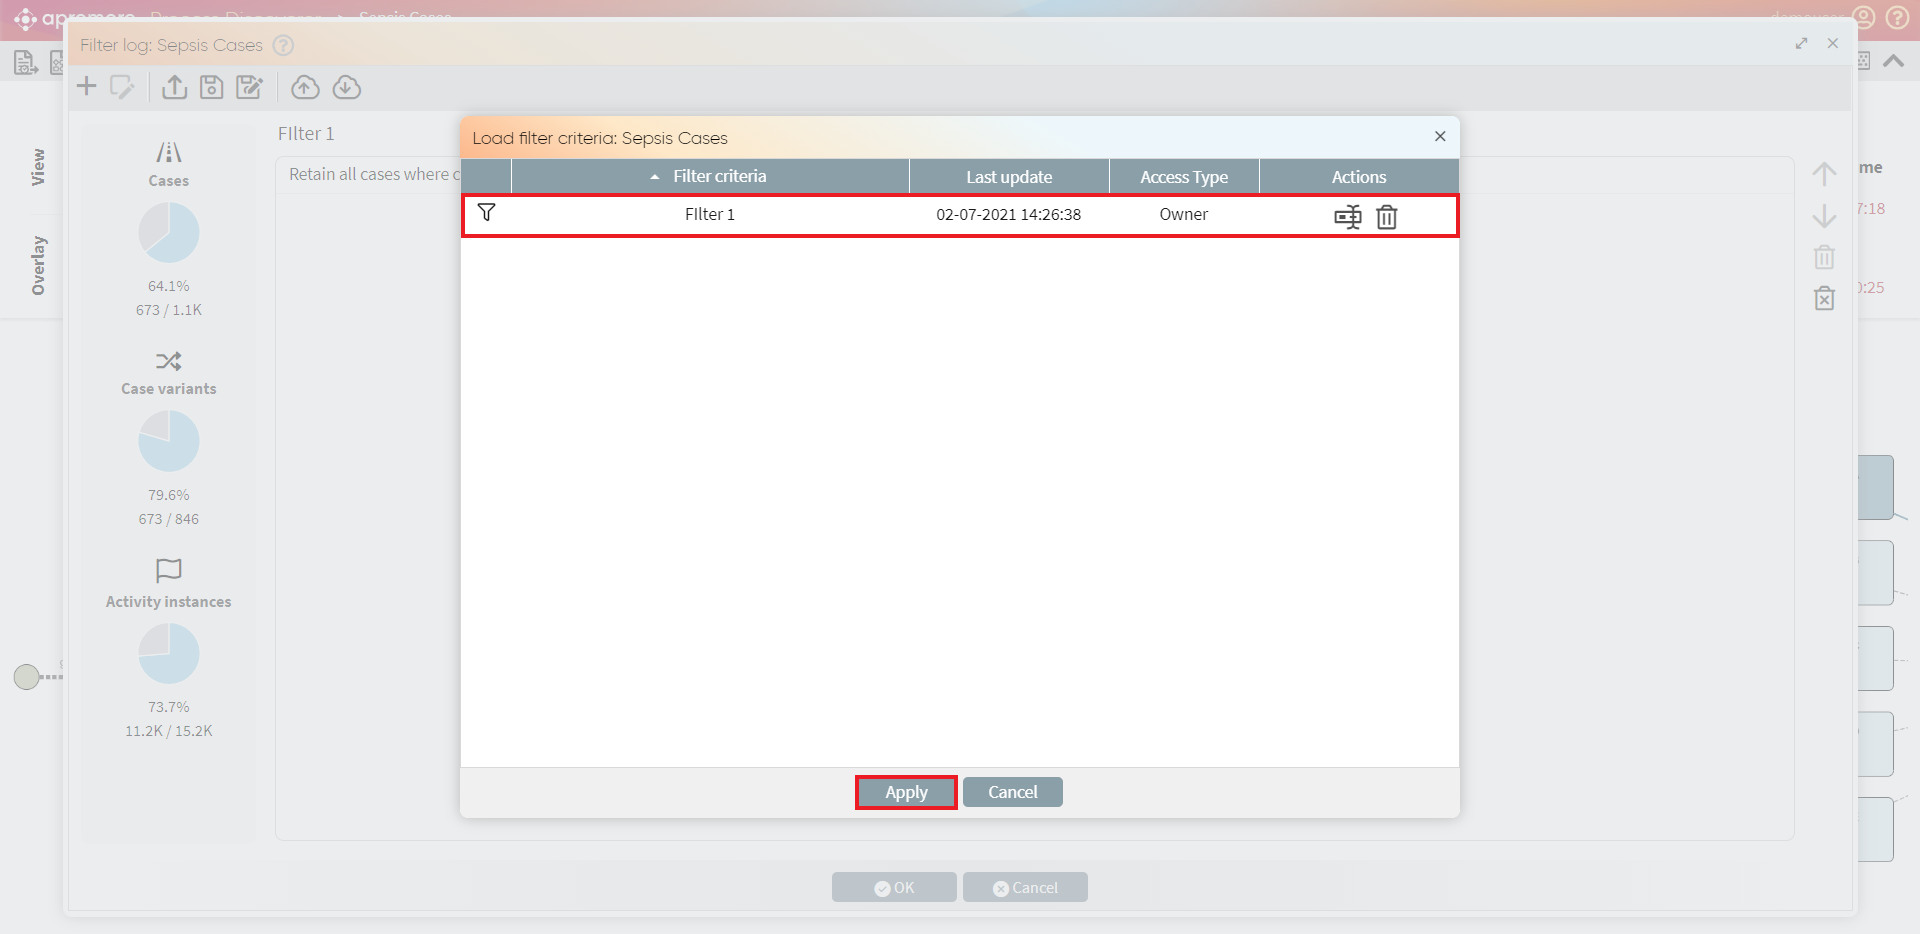 apromore Process Discoverer > Sepsis Cases
demouser
Filter log: Sepsis Cases
View
Overlay
Cases
64.1%
673 / 1.1K
Case variants
79.6%
673 / 846
Activity instances
73.7%
11.2K / 15.2K
FIlter 1
Retain all cases where c
Load filter criteria: Sepsis Cases
Filter criteria Last update Access Type Actions
FIlter 1 02-07-2021 14:26:38 Owner
Apply Cancel
OK Cancel
me
7:18
0:25